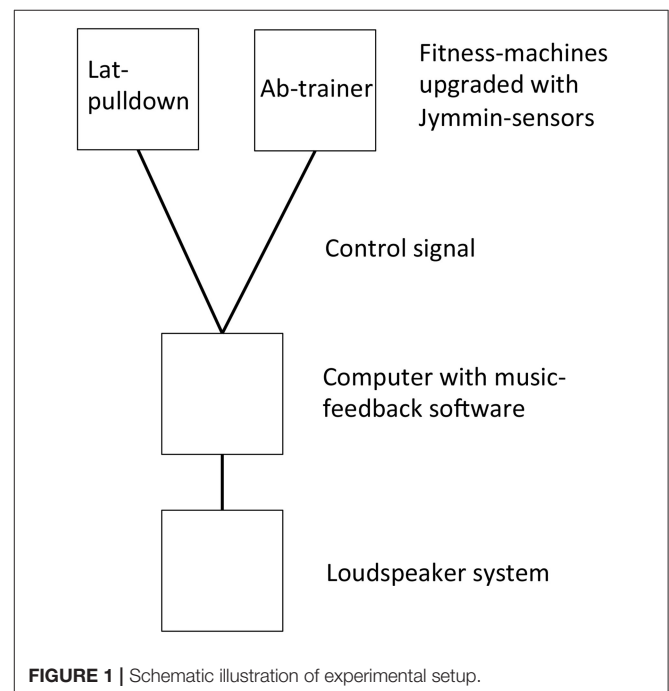 Lat-
pulldown
Ab-trainer
Fitness-machines
upgraded with
Jymmin-sensors
Control signal
Computer with music-
feedback software
Loudspeaker system
FIGURE 1 | Schematic illustration of experimental setup.